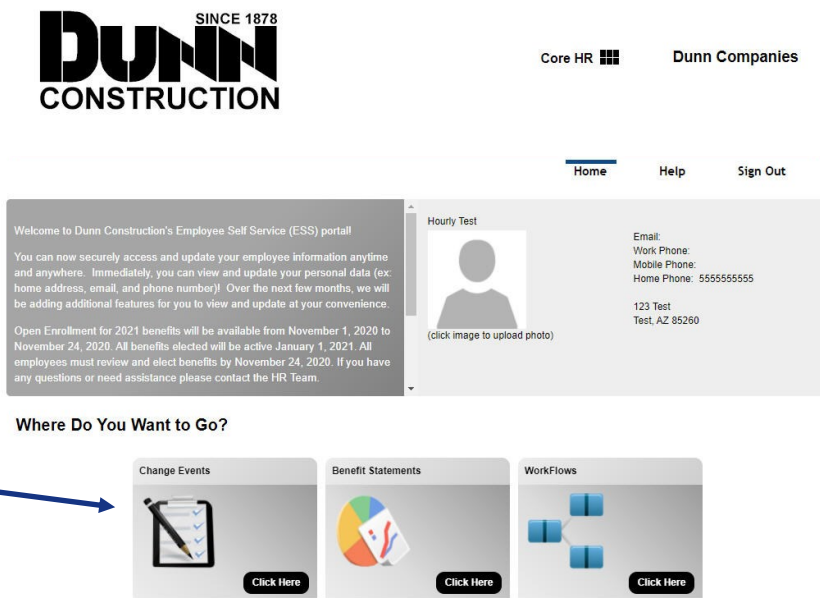 SINCE 1878
DUNN
CONSTRUCTION
Core HR
Dunn Companies
Home
Help
Sign Out
Welcome to Dunn Construction's Employee Self Service (ESS) portal!
You can now securely access and update your employee information anytime
and anywhere. Immediately, you can view and update your personal data (ex:
home address, email, and phone number)! Over the next few months, we will
be adding additional features for you to view and update at your convenience.
Open Enrollment for 2021 benefits will be available from November 1, 2020 to
November 24, 2020. All benefits elected will be active January 1, 2021. All
employees must review and elect benefits by November 24, 2020. If you have
any questions or need assistance please contact the HR Team.
Hourly Test
(click image to upload photo)
Email:
Work Phone:
Mobile Phone:
Home Phone: 5555555555
123 Test
Test, AZ 85260
Where Do You Want to Go?
Change Events
Click Here
Benefit Statements
Click Here
WorkFlows
Click Here